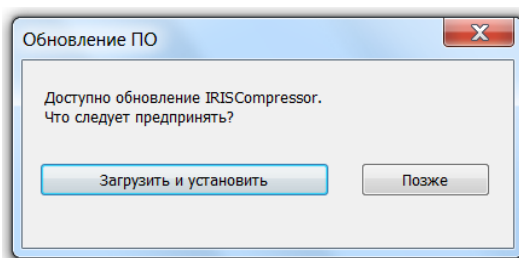 Обновление ПО
Доступно обновление IRISCompressor.
Что следует предпринять?
Загрузить и установить
Позже